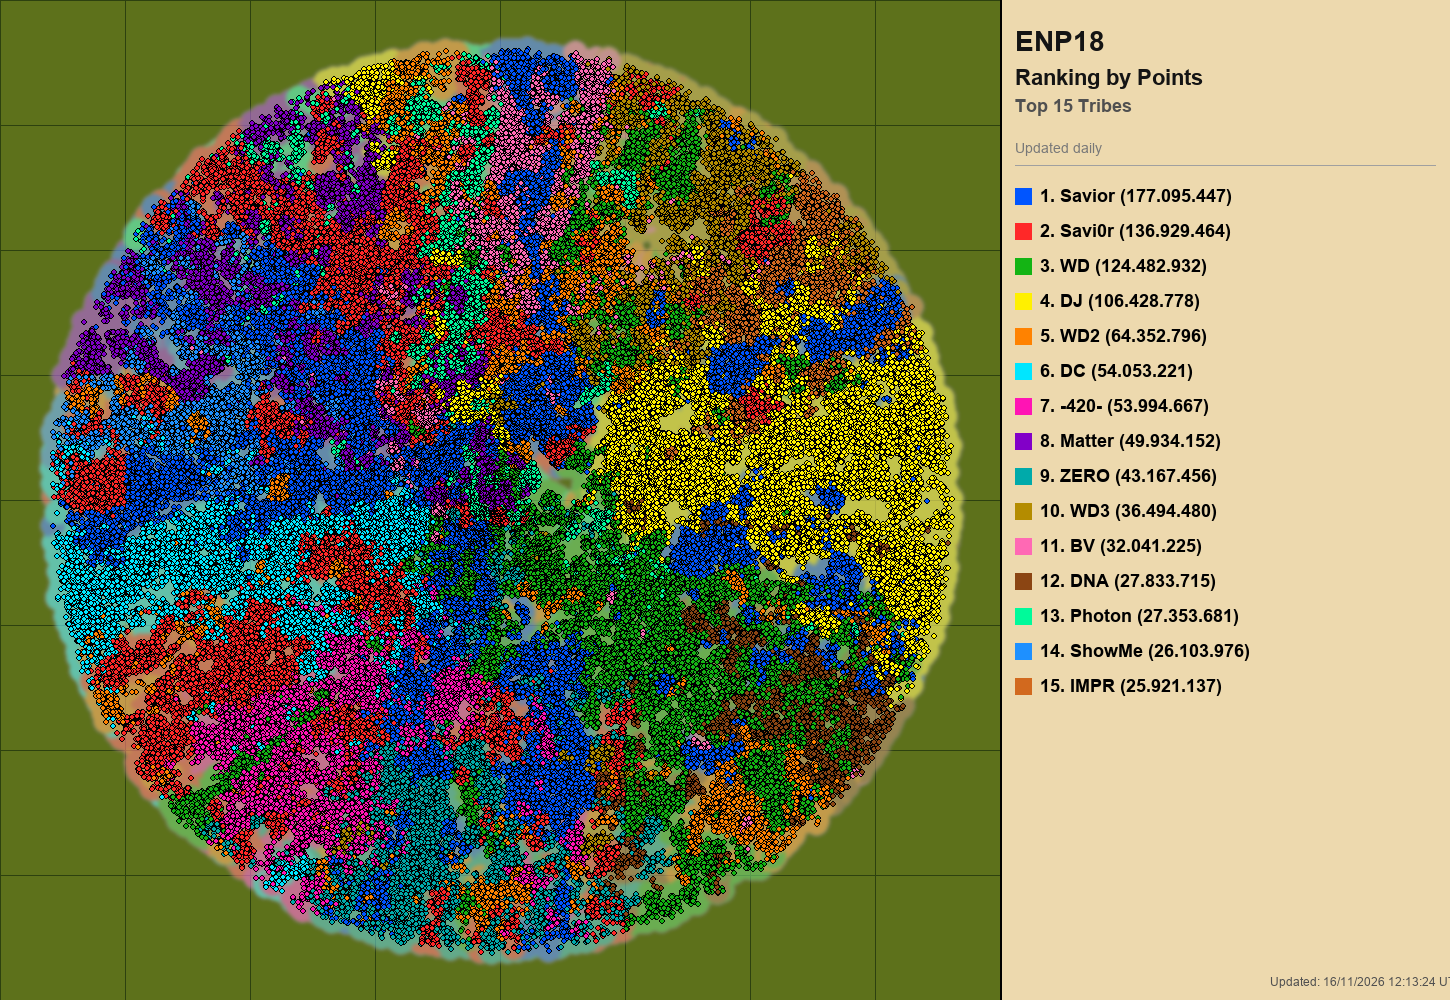 ENP18
Ranking by Points
Top 15 Tribes
Updated daily
1. Savior (177.095.447)
2. Savi0r (136.929.464)
3. WD (124.482.932)
4. DJ (106.428.778)
5. WD2 (64.352.796)
6. DC (54.053.221)
7. -420- (53.994.667)
8. Matter (49.934.152)
9. ZERO (43.167.456)
10. WD3 (36.494.480)
11. BV (32.041.225)
12. DNA (27.833.715)
13. Photon (27.353.681)
14. ShowMe (26.103.976)
15. IMPR (25.921.137)
Updated: 16/11/2026 12:13:24 U